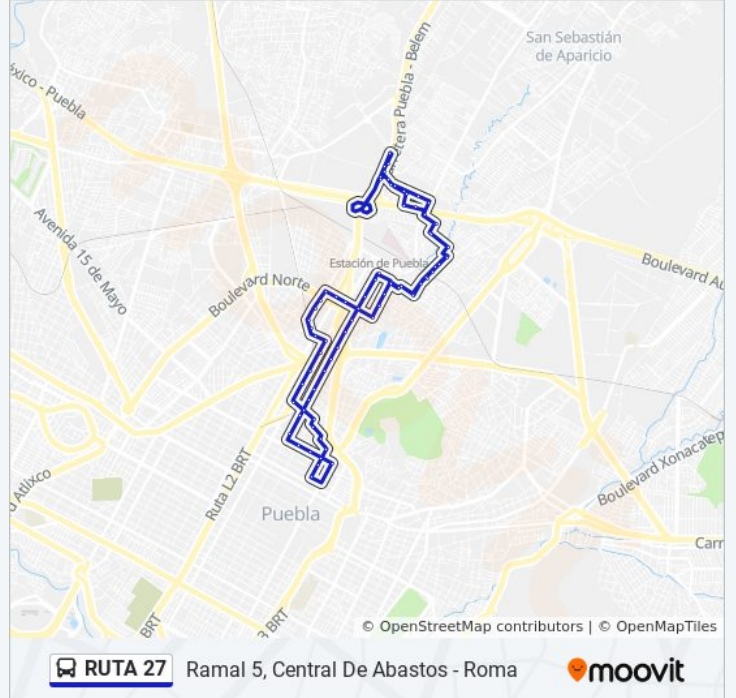 San Sebastián
de Aparicio
éxico - Puebla
Carretera Puebla - Belem
Avenida 15 de Mayo
Estación de Puebla
Boulevard Norte
Boulevard Au
Ruta L2 BRT
Boulevard Xonacatep
d Atlixco
Puebla
Carr
BRT
3 BRT
© OpenStreetMap contributors | © OpenMapTiles
RUTA 27 Ramal 5, Central De Abastos - Roma moovit